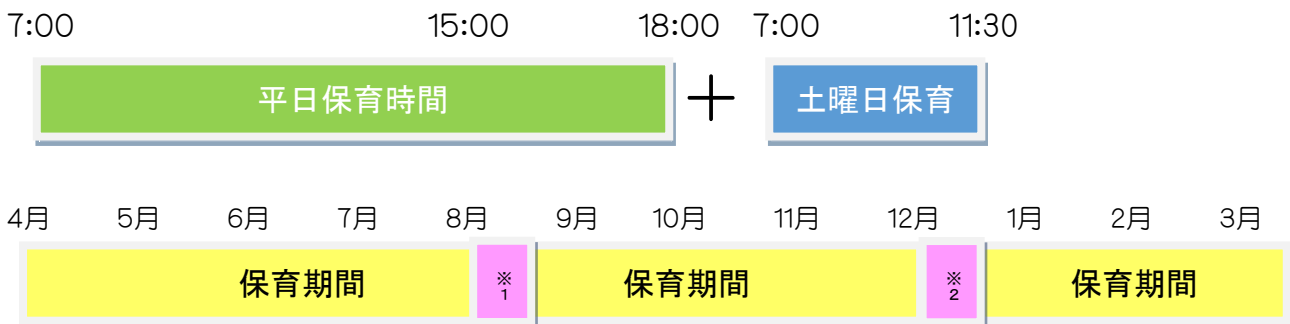 7:00 15:00 18:00 7:00 11:30
平日保育時間 + 土曜日保育
4月 5月 6月 7月 8月 9月 10月 11月 12月 1月 2月 3月
保育期間 ※1 保育期間 ※2 保育期間